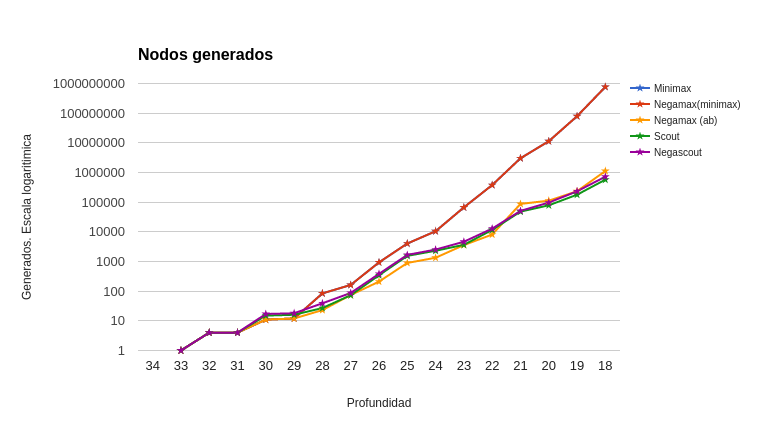 Nodos generados
1000000000
100000000
10000000
1000000
100000
10000
1000
100
10
1
Generados. Escala logaritimica
34 33 32 31 30 29 28 27 26 25 24 23 22 21 20 19 18
Profundidad
Minimax
Negamax(minimax)
Negamax (ab)
Scout
Negascout